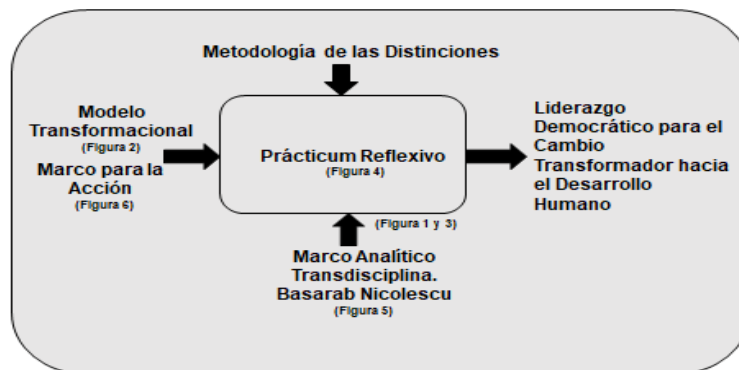 Metodología de las Distinciones
Modelo
Transformacional
(Figura 2)
Marco para la
Acción
(Figura 6)
Prácticum Reflexivo
(Figura 4)
Liderazgo
Democrático para el
Cambio
Transformador hacia
el Desarrollo
Humano
(Figura 1 y 3)
Marco Analítico
Transdisciplina.
Basarab Nicolescu
(Figura 5)